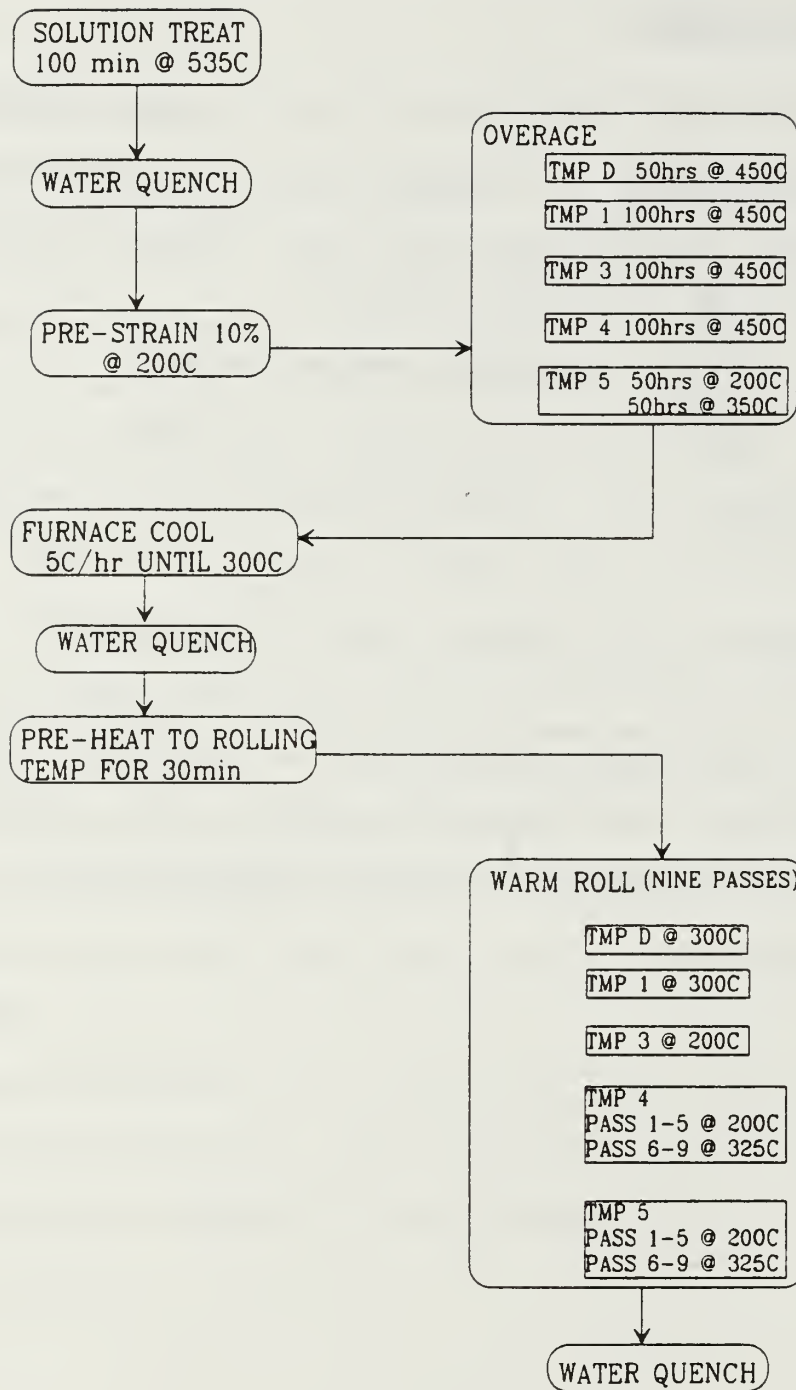 SOLUTION TREAT
100 min @ 535C
WATER QUENCH
PRE-STRAIN 10%
@ 200C
OVERAGE
TMP D 50hrs @ 450C
TMP 1 100hrs @ 450C
TMP 3 100hrs @ 450C
TMP 4 100hrs @ 450C
TMP 5 50hrs @ 200C
50hrs @ 350C
FURNACE COOL
5C/hr UNTIL 300C
WATER QUENCH
PRE-HEAT TO ROLLING
TEMP FOR 30min
WARM ROLL (NINE PASSES)
TMP D @ 300C
TMP 1 @ 300C
TMP 3 @ 200C
TMP 4
PASS 1-5 @ 200C
PASS 6-9 @ 325C
TMP 5
PASS 1-5 @ 200C
PASS 6-9 @ 325C
WATER QUENCH